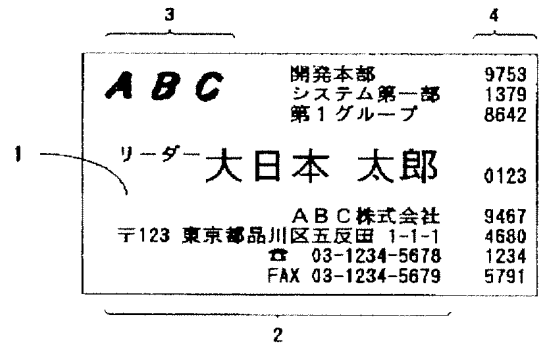 3 4
ABC 開発本部 9753
システム第一部 1379
第1グループ 8642
1 リーダー 大日本 太郎 0123
ABC株式会社 9467
〒123 東京都品川区五反田 1-1-1 4680
☎ 03-1234-5678 1234
FAX 03-1234-5679 5791
2